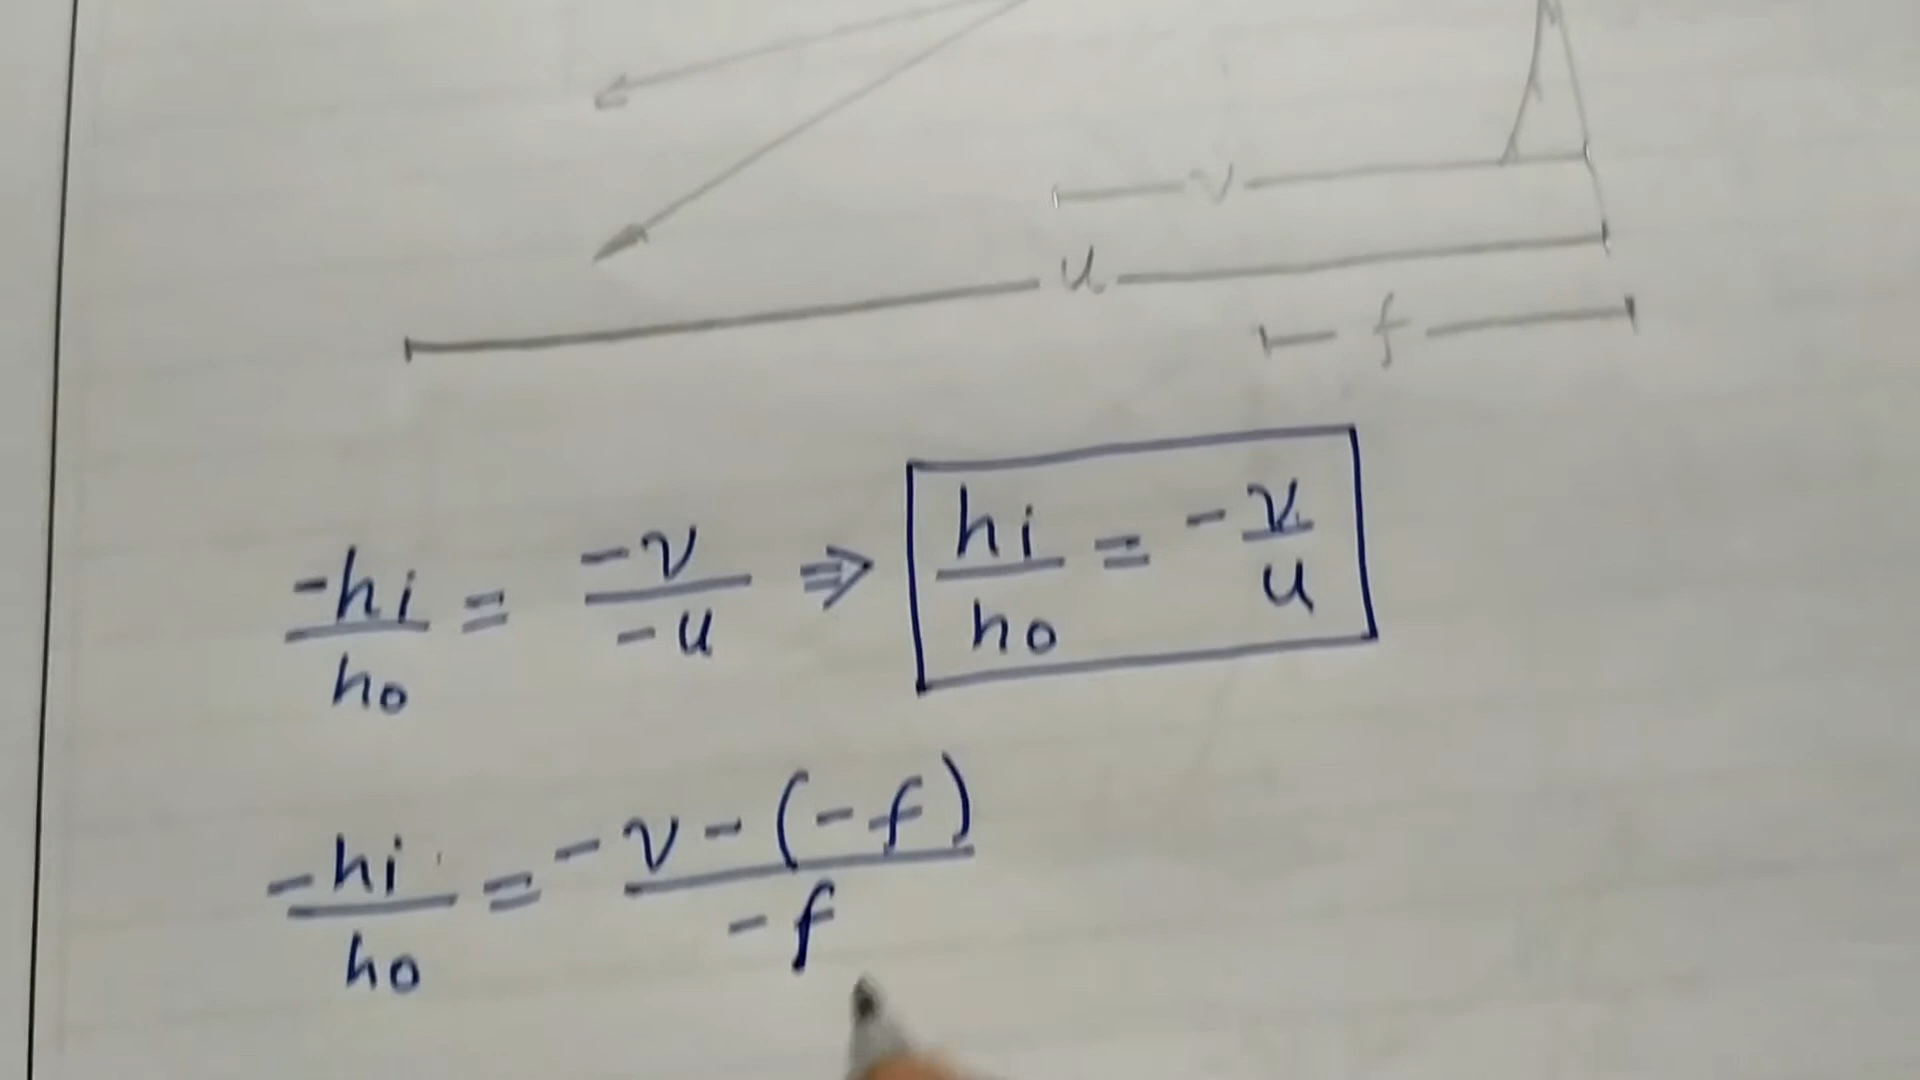 v
u
f
-hi/ho = -v/-u ⇒ hi/ho = -v/u
-hi/ho = -v-(-f)/-f